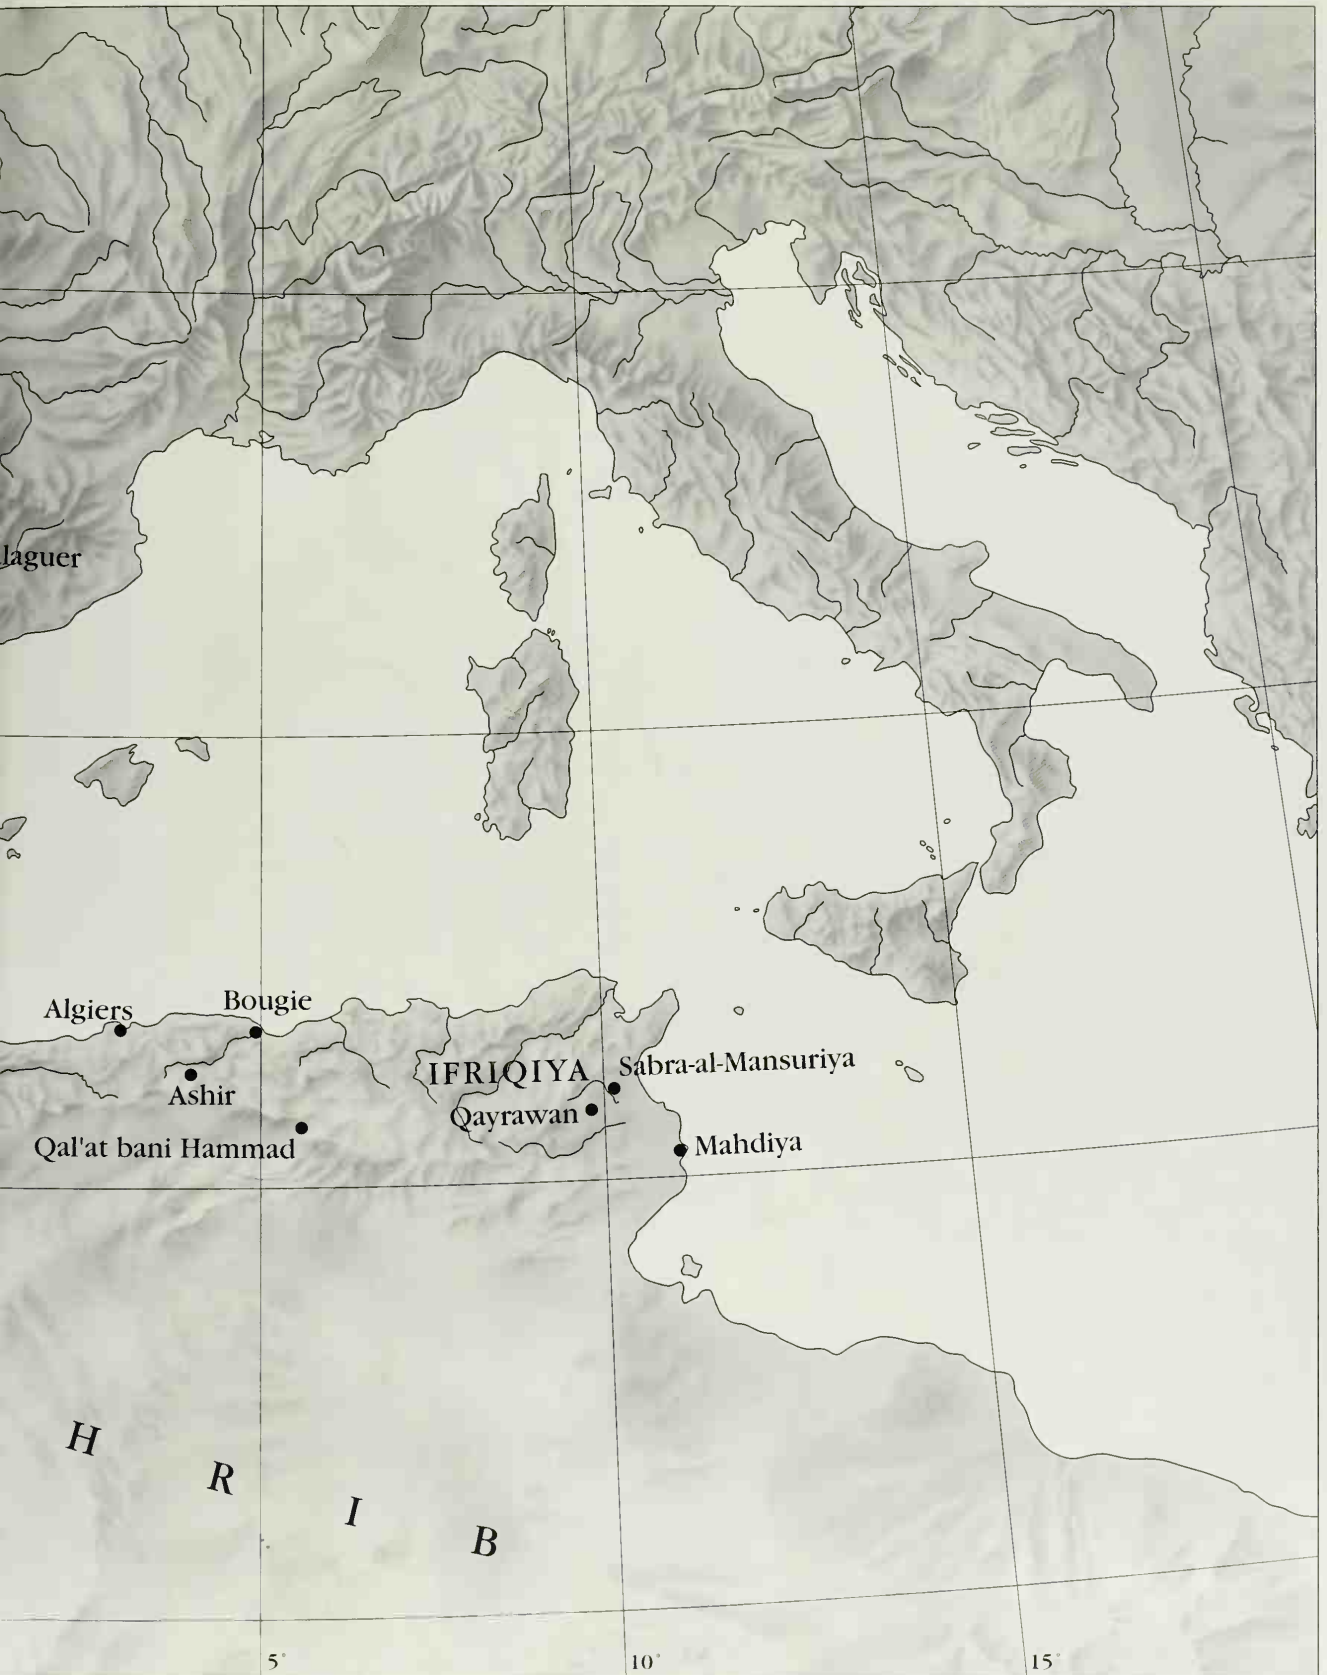 laguer
Algiers
Bougie
Ashir
Qal'at bani Hammad
IFRIQIYA
Sabra-al-Mansuriya
Qayrawan
Mahdiya
H R I B
5°
10°
15°